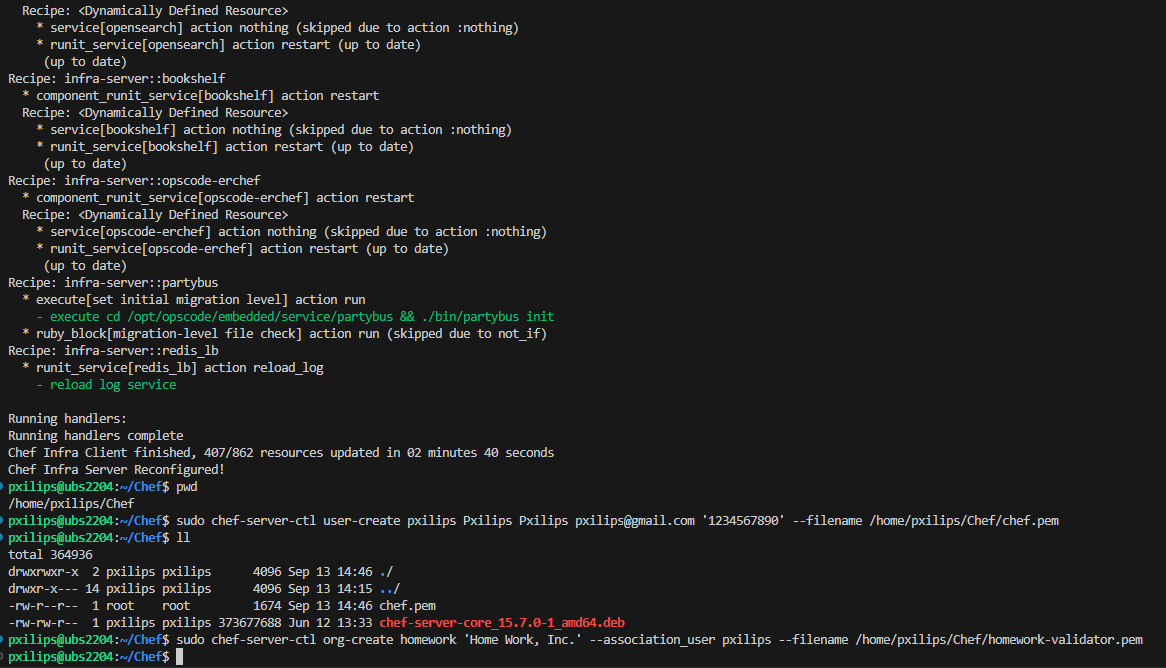 Recipe: <Dynamically Defined Resource>
* service[opensearch] action nothing (skipped due to action :nothing)
* runit_service[opensearch] action restart (up to date)
(up to date)
Recipe: infra-server::bookshelf
* component_runit_service[bookshelf] action restart
Recipe: <Dynamically Defined Resource>
* service[bookshelf] action nothing (skipped due to action :nothing)
* runit_service[bookshelf] action restart (up to date)
(up to date)
Recipe: infra-server::opscode-erchef
* component_runit_service[opscode-erchef] action restart
Recipe: <Dynamically Defined Resource>
* service[opscode-erchef] action nothing (skipped due to action :nothing)
* runit_service[opscode-erchef] action restart (up to date)
(up to date)
Recipe: infra-server::partybus
* execute[set initial migration level] action run
- execute cd /opt/opscode/embedded/service/partybus && ./bin/partybus init
* ruby_block[migration-level file check] action run (skipped due to not_if)
Recipe: infra-server::redis_lb
* runit_service[redis_lb] action reload_log
- reload log service
Running handlers:
Running handlers complete
Chef Infra Client finished, 407/862 resources updated in 02 minutes 40 seconds
Chef Infra Server Reconfigured!
pxilips@ubs2204:~/Chef$ pwd
/home/pxilips/Chef
pxilips@ubs2204:~/Chef$ sudo chef-server-ctl user-create pxilips Pxilips Pxilips pxilips@gmail.com '1234567890' --filename /home/pxilips/Chef/chef.pem
pxilips@ubs2204:~/Chef$ ll
total 364936
drwxrwxr-x 2 pxilips pxilips 4096 Sep 13 14:46 ./
drwxr-x--- 14 pxilips pxilips 4096 Sep 13 14:15 ../
-rw-r--r-- 1 root root 1674 Sep 13 14:46 chef.pem
-rw-rw-r-- 1 pxilips pxilips 373677688 Jun 12 13:33 chef-server-core_15.7.0-1_amd64.deb
pxilips@ubs2204:~/Chef$ sudo chef-server-ctl org-create homework 'Home Work, Inc.' --association_user pxilips --filename /home/pxilips/Chef/homework-validator.pem
pxilips@ubs2204:~/Chef$